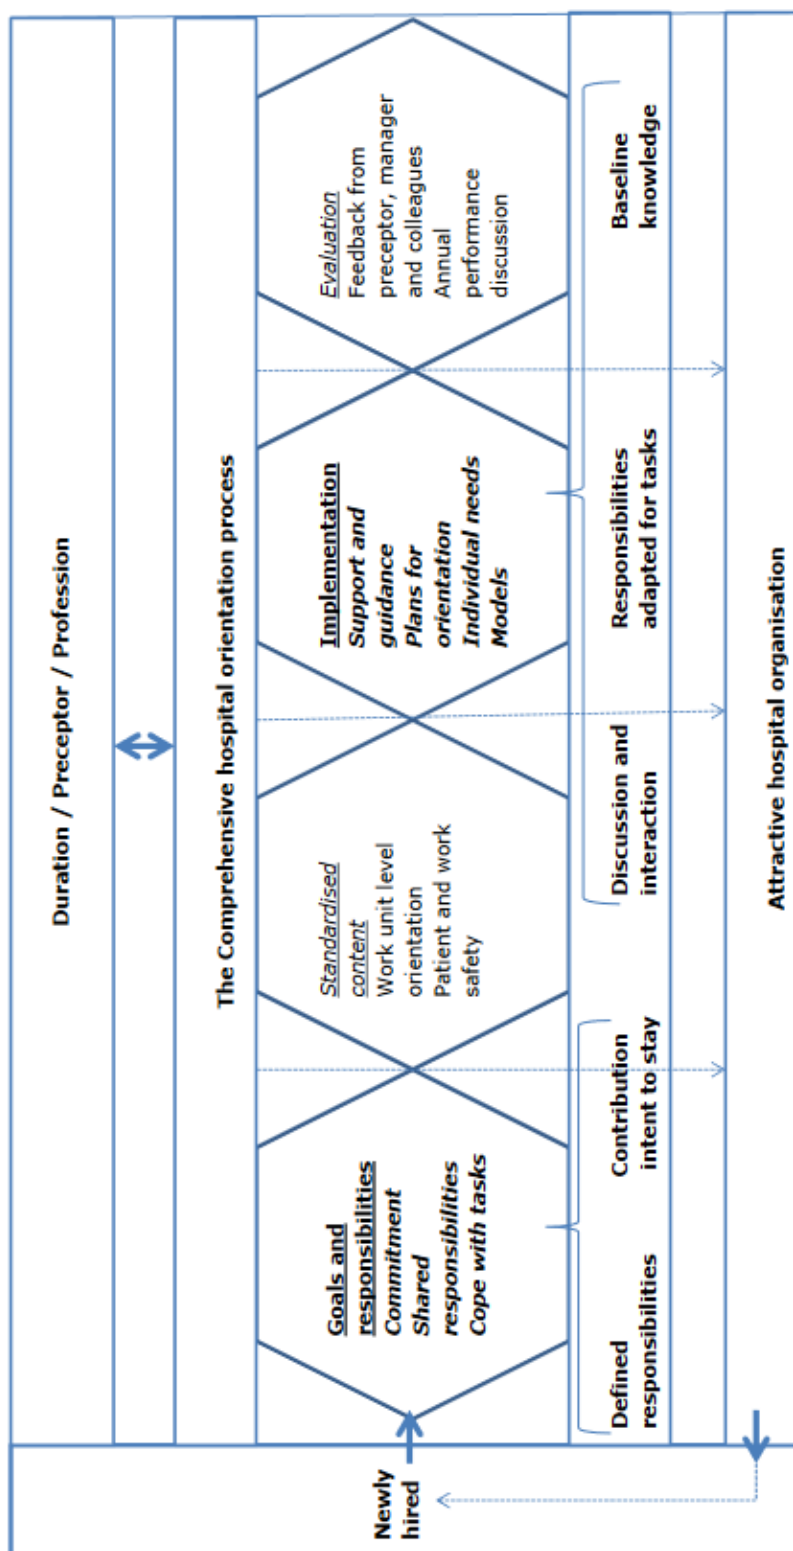 Duration / Preceptor / Profession
The Comprehensive hospital orientation process
Newly
hired
Goals and
responsibilities
Commitment
Shared
responsibilities
Cope with tasks
Standardised
content
Work unit level
orientation
Patient and work
safety
Implementation
Support and
guidance
Plans for
orientation
Individual needs
Models
Evaluation
Feedback from
preceptor, manager
and colleagues
Annual
performance
discussion
Defined
responsibilities
Contribution
intent to stay
Discussion and
interaction
Responsibilities
adapted for tasks
Baseline
knowledge
Attractive hospital organisation